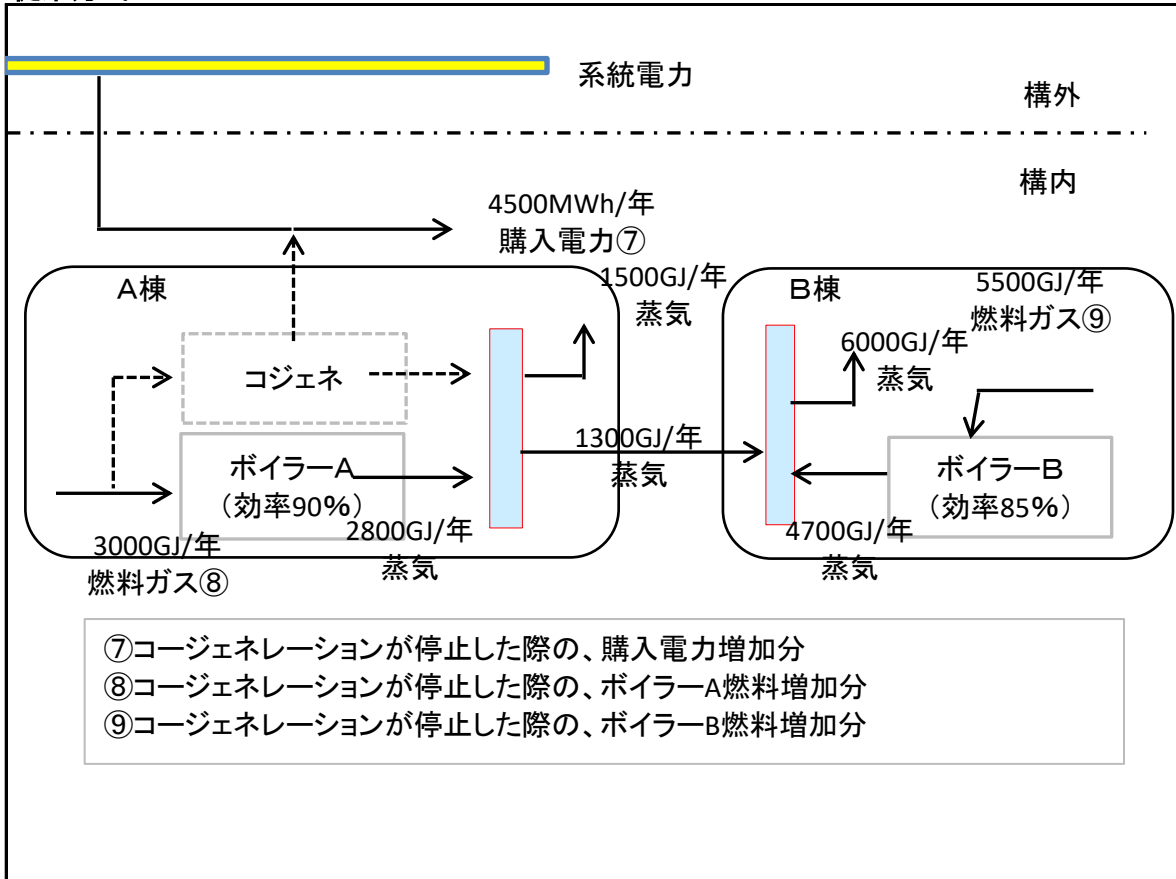 系統電力
構外
構内
4500MWh/年
購入電力⑦
A棟
1500GJ/年
蒸気
B棟
5500GJ/年
燃料ガス⑨
6000GJ/年
蒸気
コジェネ
1300GJ/年
蒸気
ボイラーA
（効率90%）
ボイラーB
（効率85%）
3000GJ/年
燃料ガス⑧
2800GJ/年
蒸気
4700GJ/年
蒸気
⑦コージェネレーションが停止した際の、購入電力増加分
⑧コージェネレーションが停止した際の、ボイラーA燃料増加分
⑨コージェネレーションが停止した際の、ボイラーB燃料増加分